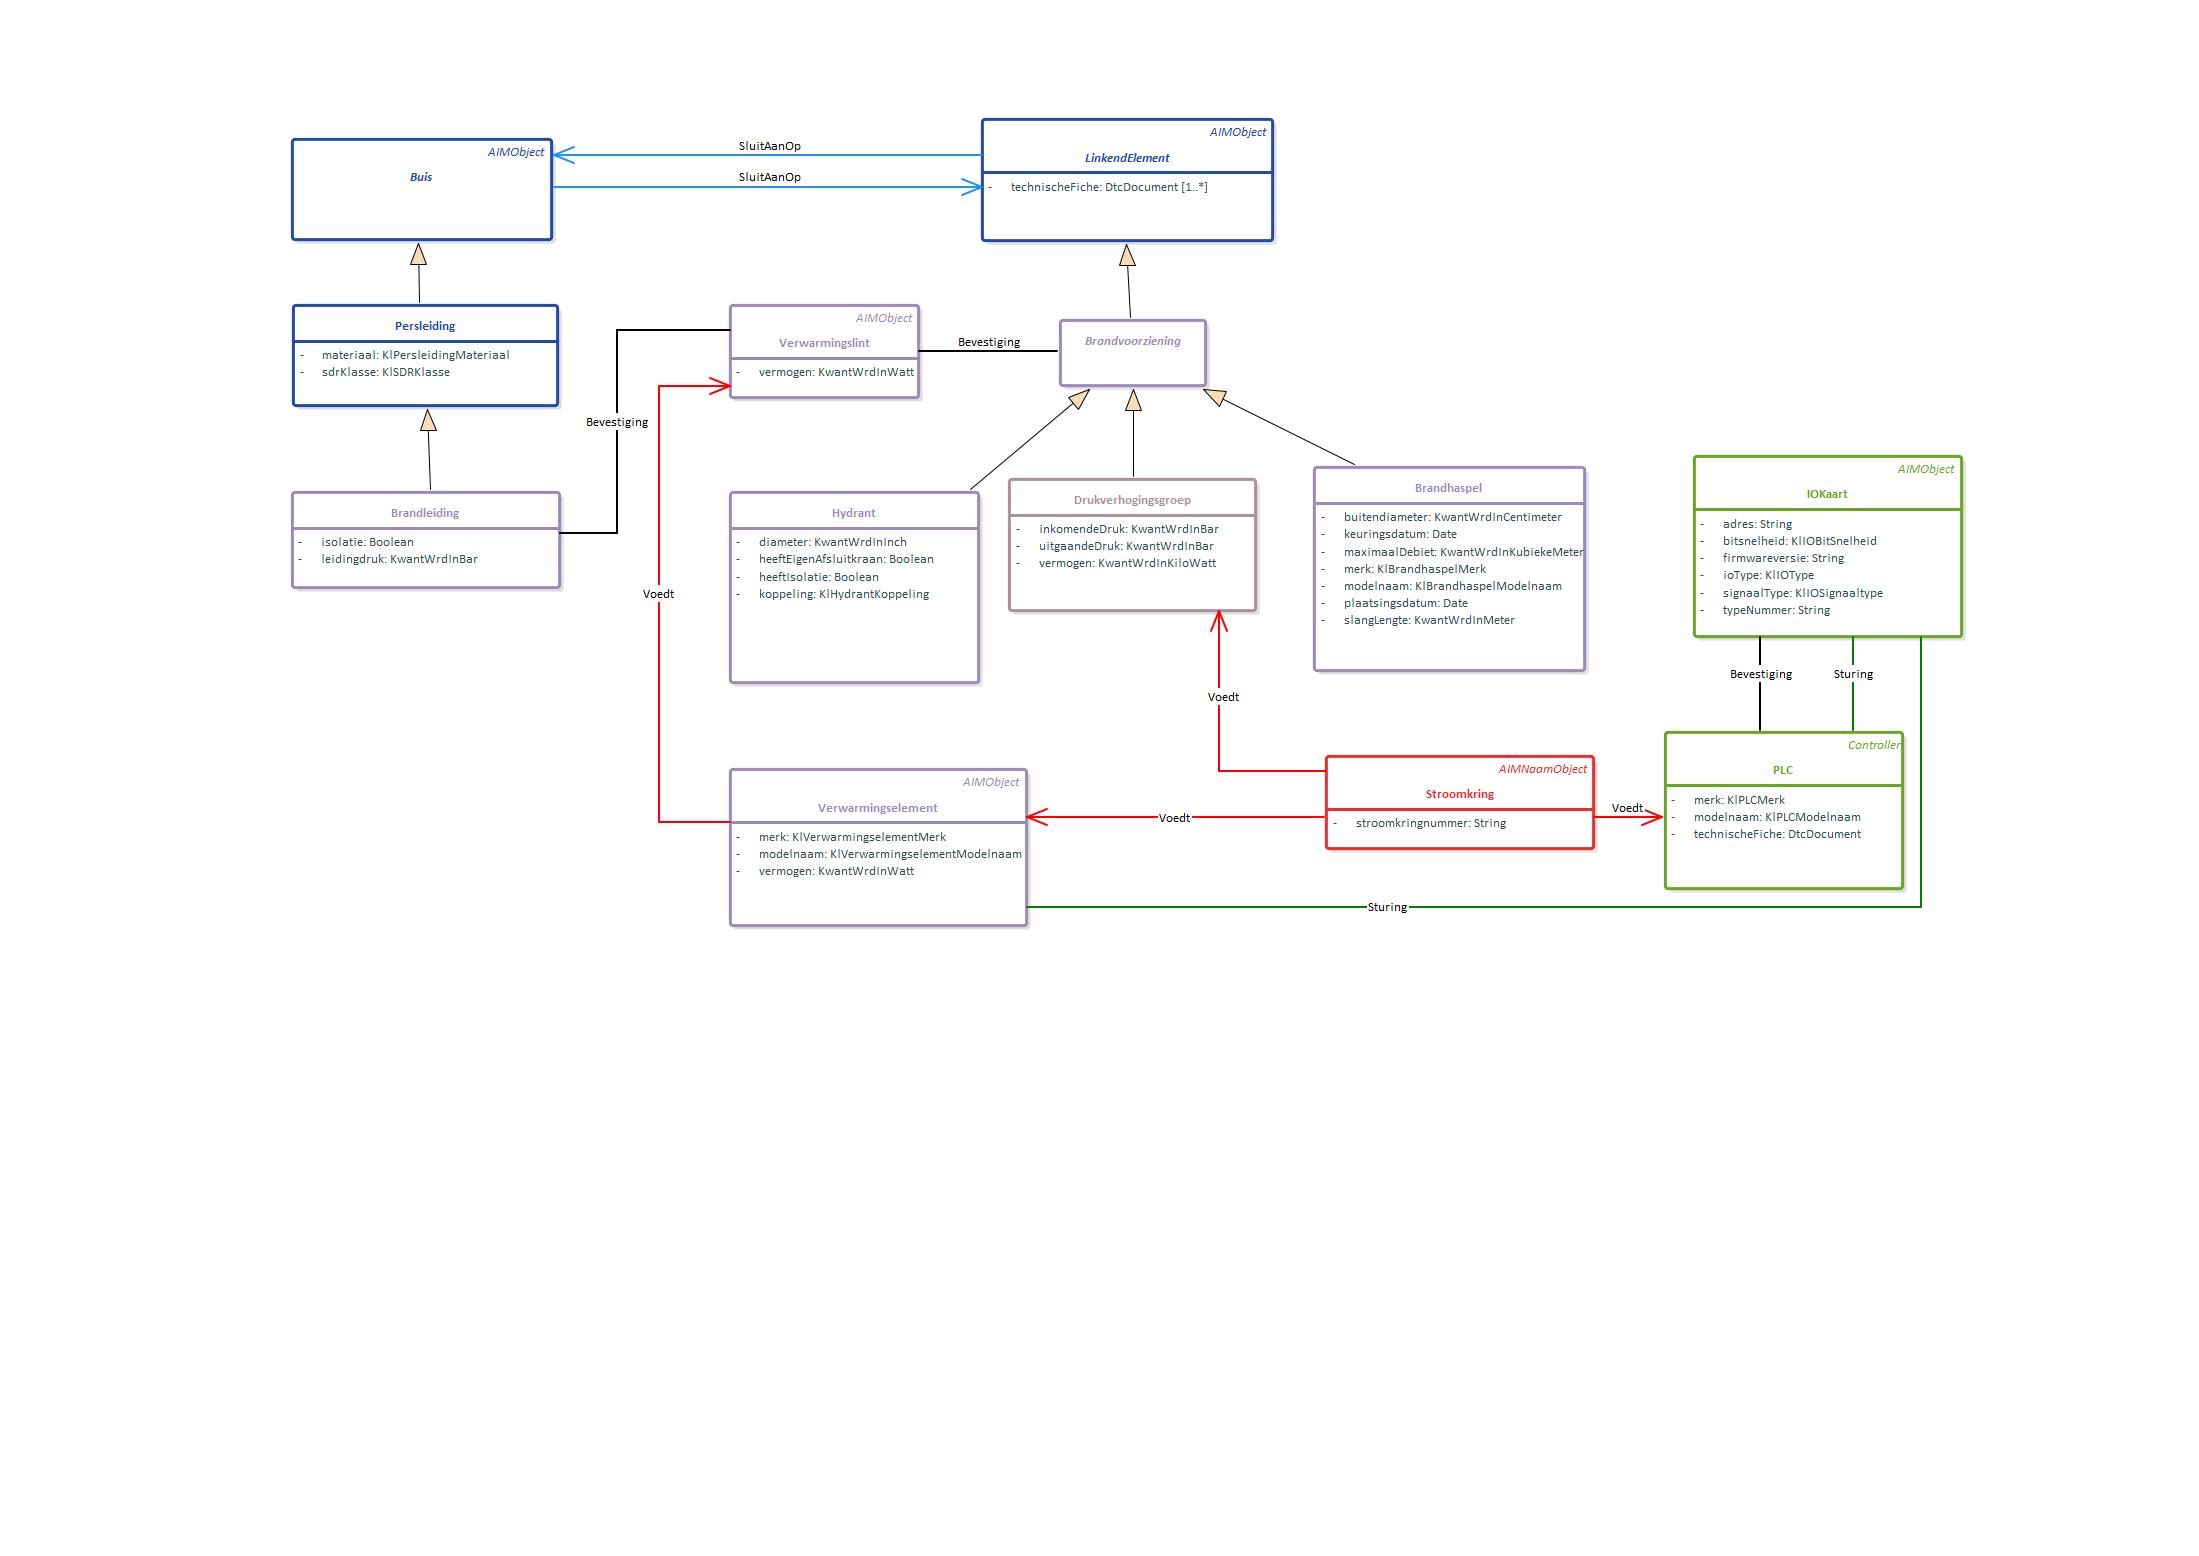 AIMObject
Buis
SluitAanOp
SluitAanOp
AIMObject
LinkendElement
- technischeFiche: DtcDocument [1..*]
Persleiding
- materiaal: KlPersleidingMateriaal
- sdrKlasse: KlSDRKlasse
AIMObject
Verwarmingslint
- vermogen: KwantWrdInWatt
Bevestiging
Brandvoorziening
Bevestiging
Brandleiding
- isolatie: Boolean
- leidingdruk: KwantWrdInBar
Hydrant
- diameter: KwantWrdInInch
- heeftEigenAfsluitkraan: Boolean
- heeftIsolatie: Boolean
- koppeling: KlHydrantKoppeling
Drukverhogingsgroep
- inkomendeDruk: KwantWrdInBar
- uitgaandeDruk: KwantWrdInBar
- vermogen: KwantWrdInKiloWatt
Brandhaspel
- buitendiameter: KwantWrdInCentimeter
- keuringsdatum: Date
- maximaalDebiet: KwantWrdInKubiekeMeter
- merk: KlBrandhaspelMerk
- modelnaam: KlBrandhaspelModelnaam
- plaatsingsdatum: Date
- slangLengte: KwantWrdInMeter
AIMObject
IOKaart
- adres: String
- bitsnelheid: KlIOBitSnelheid
- firmwareversie: String
- ioType: KlIOType
- signaalType: KlIOSignaaltype
- typeNummer: String
Voedt
Voedt
Bevestiging
Sturing
AIMObject
Verwarmingselement
- merk: KlVerwarmingselementMerk
- modelnaam: KlVerwarmingselementModelnaam
- vermogen: KwantWrdInWatt
Voedt
AIMNaamObject
Stroomkring
- stroomkringnummer: String
Voedt
Controller
PLC
- merk: KlPLCMerk
- modelnaam: KlPLCModelnaam
- technischeFiche: DtcDocument
Sturing